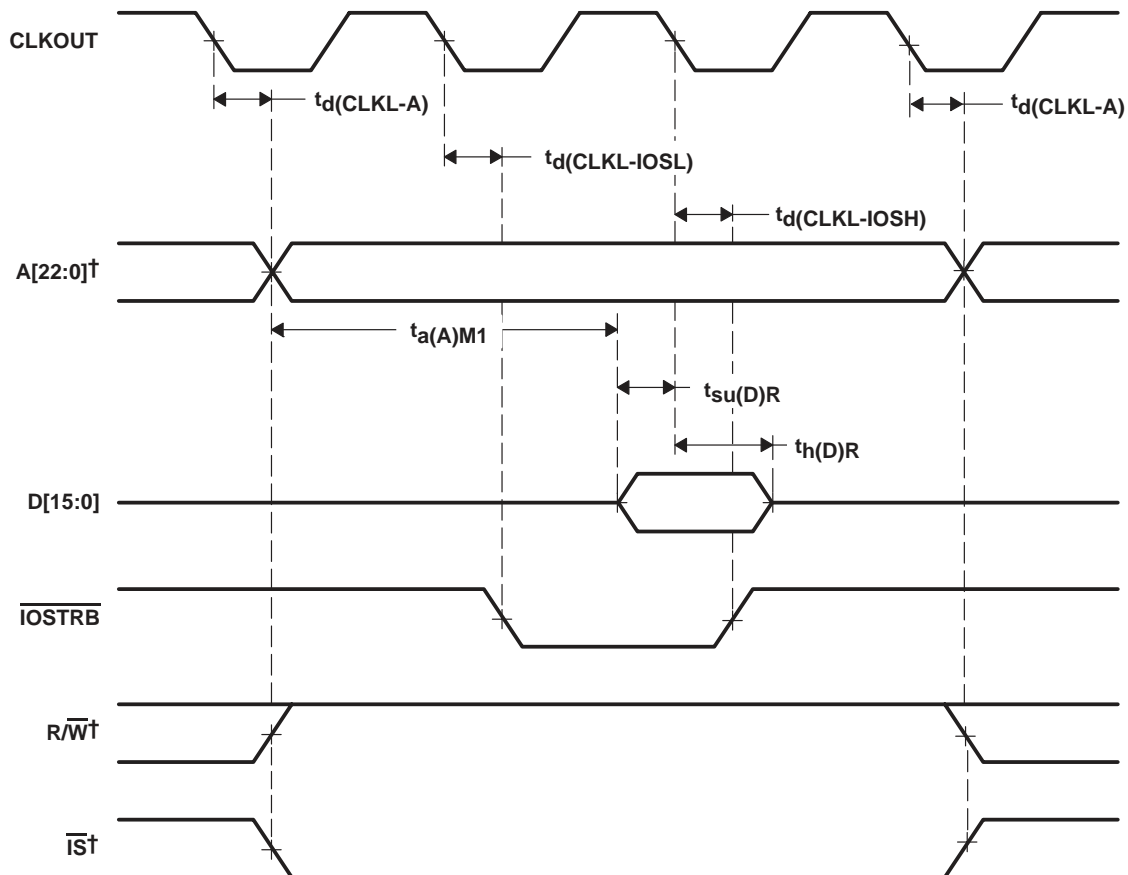 CLKOUT
td(CLKL-A)
td(CLKL-A)
td(CLKL-IOSL)
td(CLKL-IOSH)
A[22:0]†
ta(A)M1
tsu(D)R
th(D)R
D[15:0]
IOSTRB
R/W†
IS†